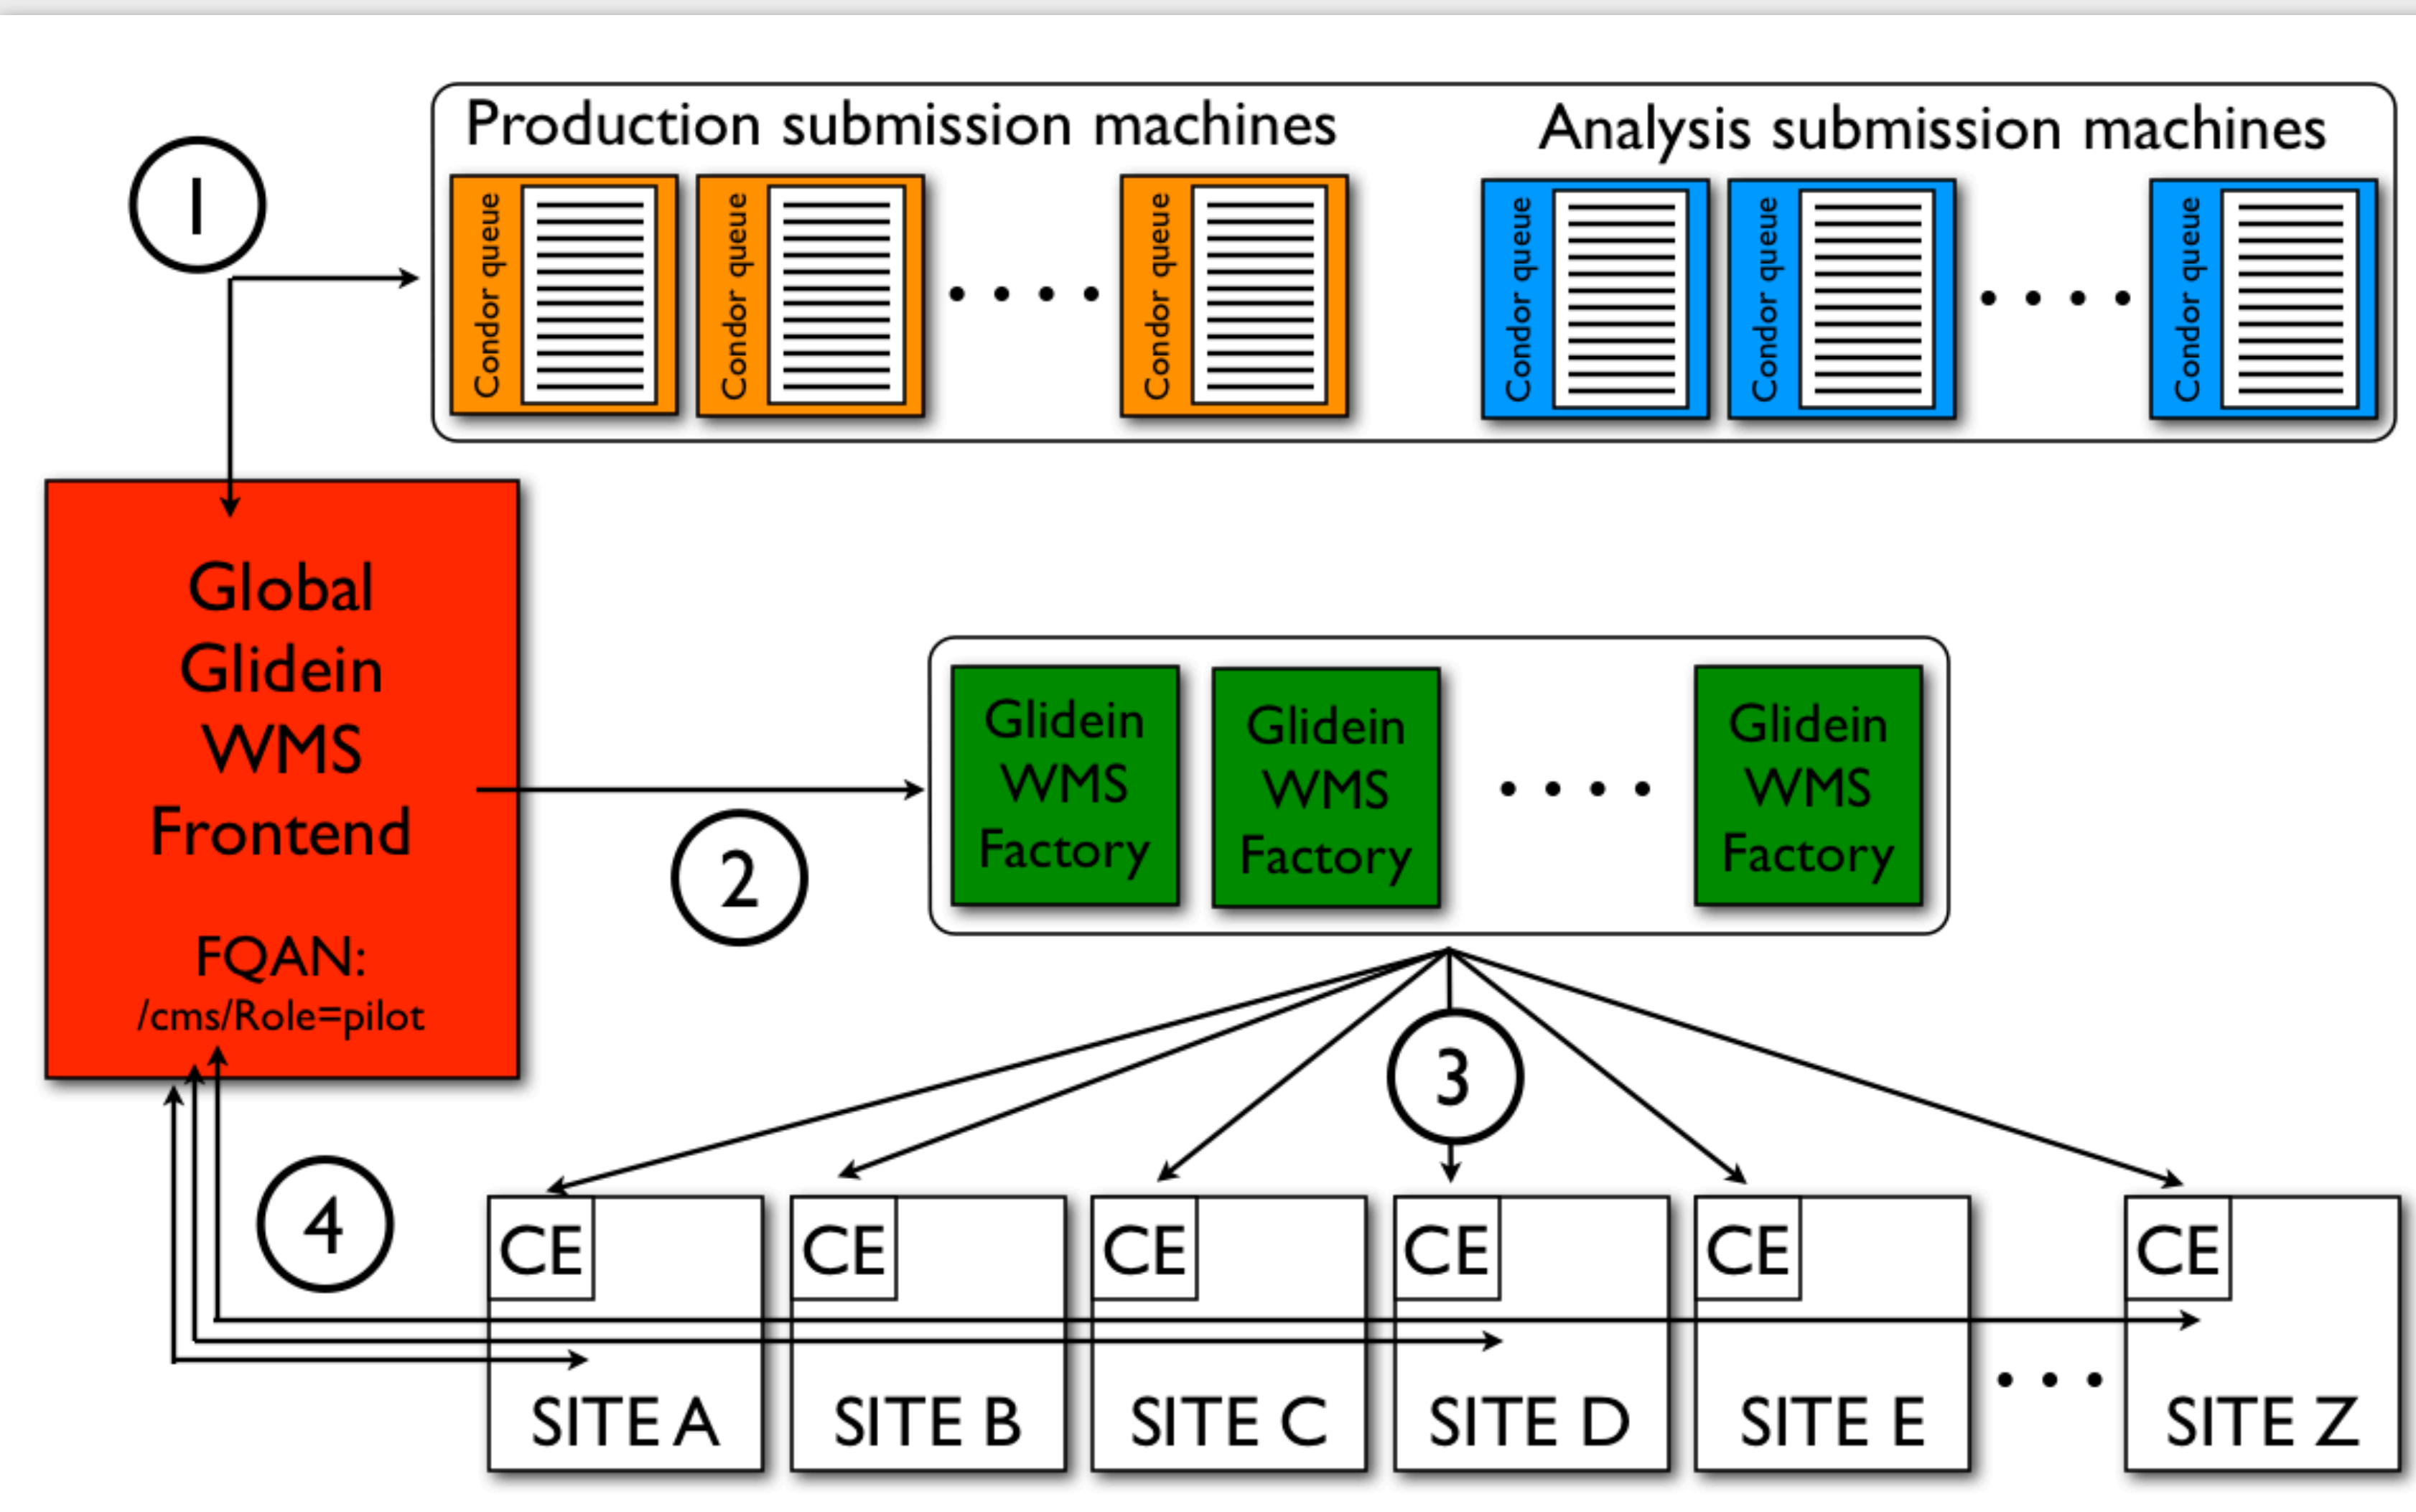 1
Production submission machines
Analysis submission machines
Condor queue
Condor queue
Condor queue
Condor queue
Condor queue
Condor queue
Global
Glidein
WMS
Frontend
FQAN:
/cms/Role=pilot
2
Glidein
WMS
Factory
Glidein
WMS
Factory
Glidein
WMS
Factory
3
4
CE
SITE A
CE
SITE B
CE
SITE C
CE
SITE D
CE
SITE E
CE
SITE Z